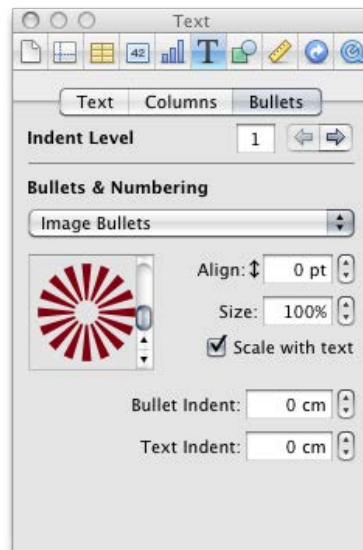 Text
42
Text Columns Bullets
Indent Level 1
Bullets & Numbering
Image Bullets
Align: 0 pt
Size: 100%
Scale with text
Bullet Indent: 0 cm
Text Indent: 0 cm